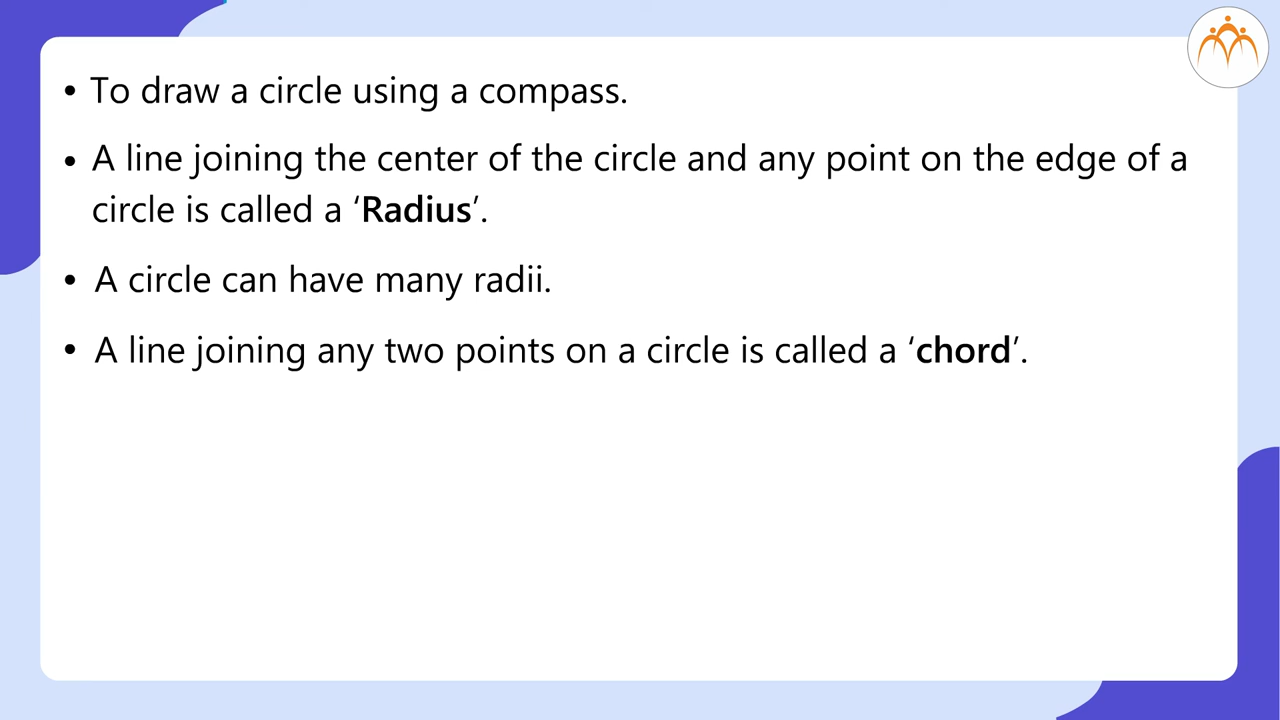 • To draw a circle using a compass.
• A line joining the center of the circle and any point on the edge of a
circle is called a ‘Radius’.
• A circle can have many radii.
• A line joining any two points on a circle is called a ‘chord’.